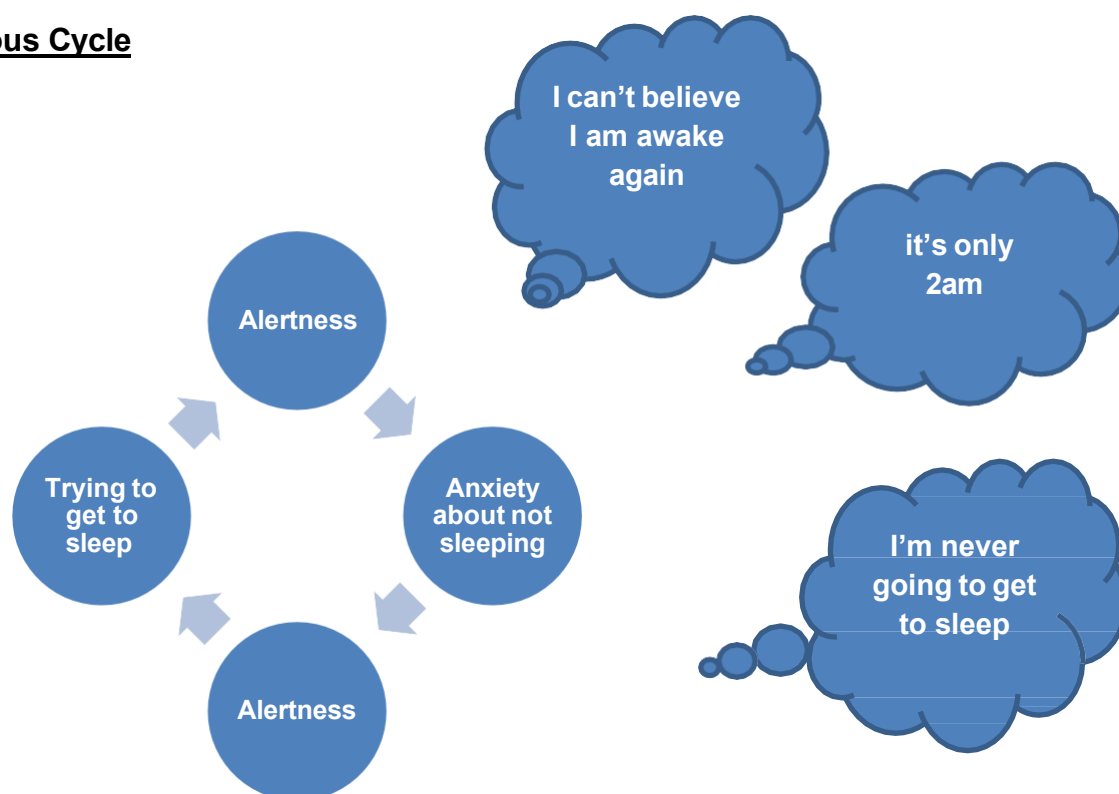 ous Cycle
I can't believe
I am awake
again
it's only
2am
Alertness
Trying to
get to
sleep
Anxiety
about not
sleeping
I'm never
going to get
to sleep
Alertness